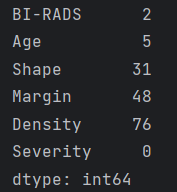 BI-RADS 2
Age 5
Shape 31
Margin 48
Density 76
Severity 0
dtype: int64